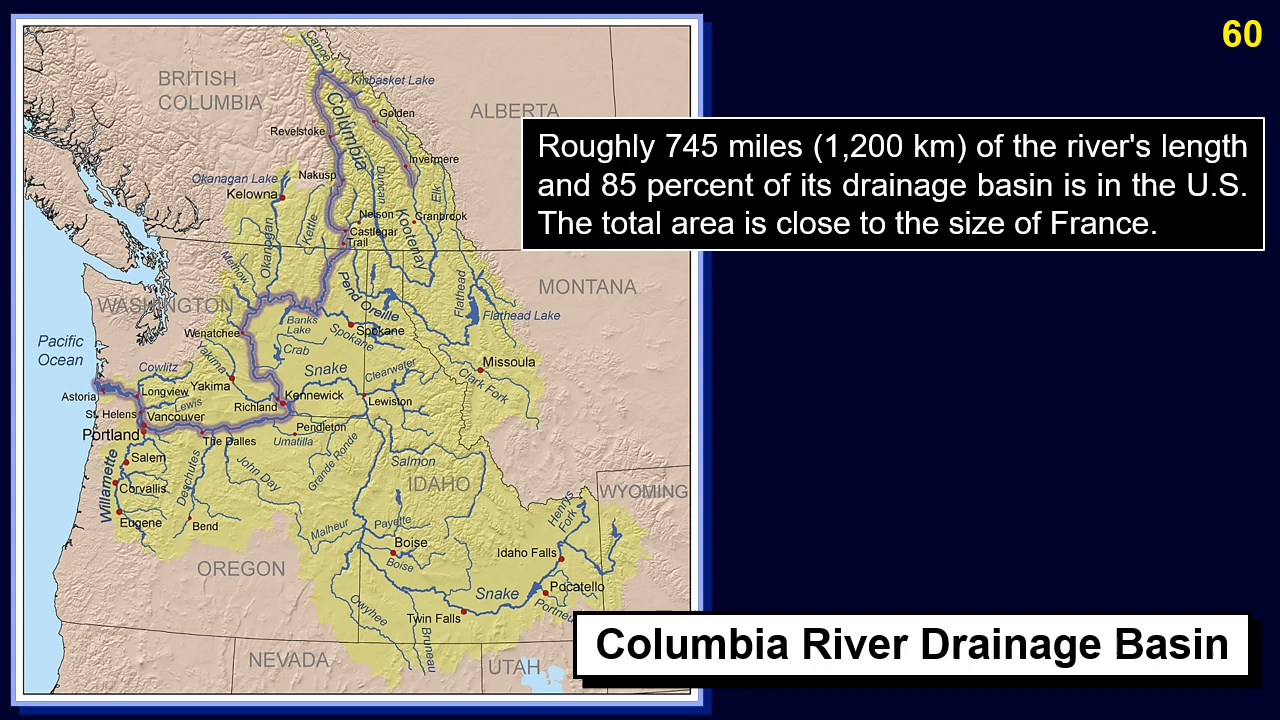 60
Roughly 745 miles (1,200 km) of the river's length
and 85 percent of its drainage basin is in the U.S.
The total area is close to the size of France.
Columbia River Drainage Basin
Canoe
BRITISH
COLUMBIA
Kinbasket Lake
ALBERTA
Columbia
Golden
Revelstoke
Invermere
Nakusp
Okanagan Lake
Kelowna
Duncan
Elk
Nelson
Cranbrook
Kettle
Kootenay
Castlegar
Trail
Okanogan
Methow
Pend Oreille
Flathead
MONTANA
WASHINGTON
Flathead Lake
Banks
Lake
Spokane
Spokane
Wenatchee
Pacific
Ocean
Crab
Yakima
Cowlitz
Snake
Clearwater
Missoula
Clark Fork
Yakima
Astoria
Longview
Lewis
Kennewick
Richland
Lewiston
St. Helens
Vancouver
Portland
The Dalles
Pendleton
Umatilla
Willamette
Salem
Deschutes
John Day
Grande Ronde
Salmon
IDAHO
WYOMING
Corvallis
Eugene
Bend
Malheur
Payette
Henrys
Fork
Boise
Boise
Idaho Falls
OREGON
Snake
Pocatello
Portneu
Owyhee
Twin Falls
Bruneau
NEVADA
UTAH